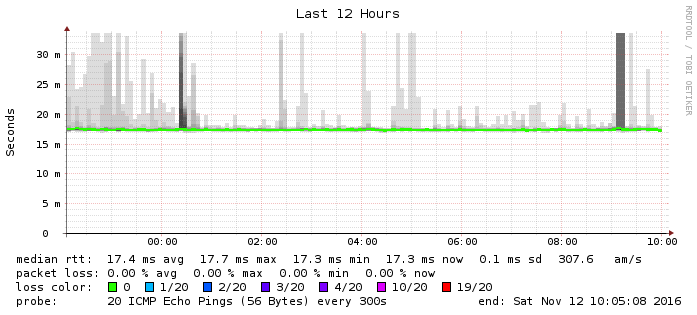 Last 12 Hours
RRDTOOL / TOBI OETIKER
Seconds
30 m
25 m
20 m
15 m
10 m
5 m
0
00:00 02:00 04:00 06:00 08:00 10:00
median rtt: 17.4 ms avg 17.7 ms max 17.3 ms min 17.3 ms now 0.1 ms sd 307.6 am/s
packet loss: 0.00 % avg 0.00 % max 0.00 % min 0.00 % now
loss color: 0 1/20 2/20 3/20 4/20 10/20 19/20
probe: 20 ICMP Echo Pings (56 Bytes) every 300s end: Sat Nov 12 10:05:08 2016